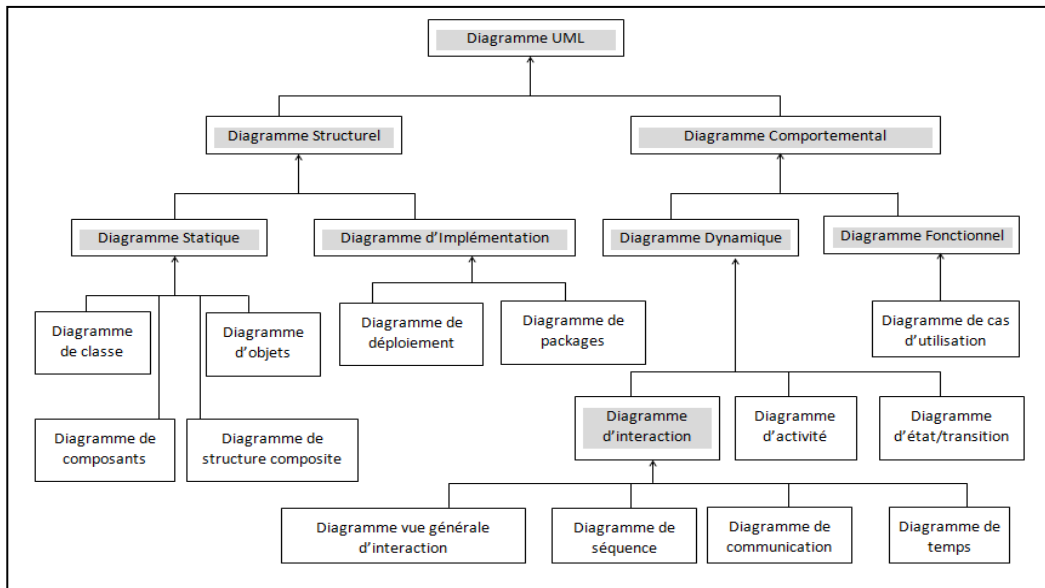 Diagramme UML
Diagramme Structurel
Diagramme Comportemental
Diagramme Statique
Diagramme d’Implémentation
Diagramme Dynamique
Diagramme Fonctionnel
Diagramme
de classe
Diagramme
d’objets
Diagramme de
déploiement
Diagramme de
packages
Diagramme de cas
d’utilisation
Diagramme de
composants
Diagramme de
structure composite
Diagramme
d’interaction
Diagramme
d’activité
Diagramme
d’état/transition
Diagramme vue générale
d’interaction
Diagramme de
séquence
Diagramme de
communication
Diagramme de
temps